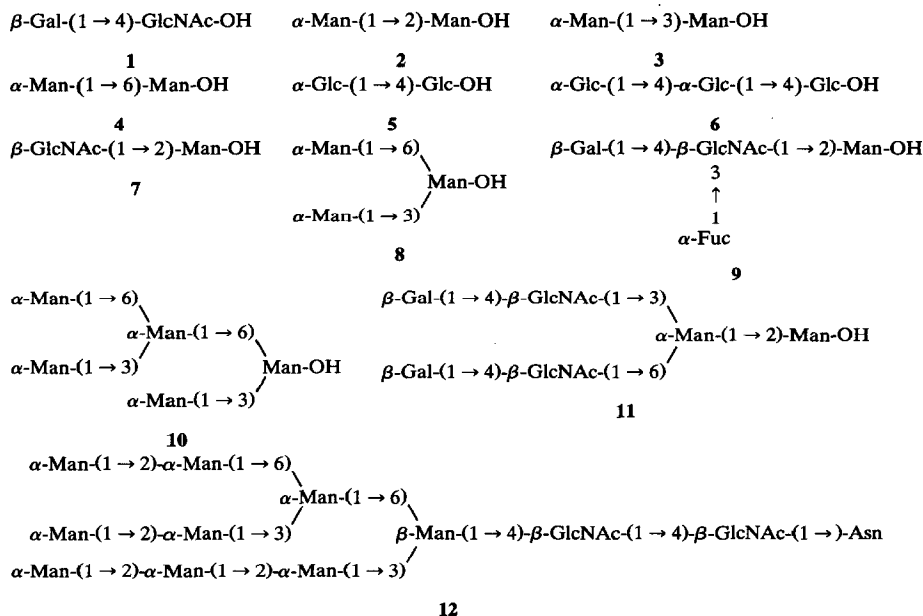 β-Gal-(1 → 4)-GlcNAc-OH α-Man-(1 → 2)-Man-OH α-Man-(1 → 3)-Man-OH
1 2 3
α-Man-(1 → 6)-Man-OH α-Glc-(1 → 4)-Glc-OH α-Glc-(1 → 4)-α-Glc-(1 → 4)-Glc-OH
4 5 6
β-GlcNAc-(1 → 2)-Man-OH α-Man-(1 → 6) β-Gal-(1 → 4)-β-GlcNAc-(1 → 2)-Man-OH
7 Man-OH 3
↑
α-Man-(1 → 3) 1
α-Fuc
8 9
α-Man-(1 → 6) β-Gal-(1 → 4)-β-GlcNAc-(1 → 3)
α-Man-(1 → 6) α-Man-(1 → 2)-Man-OH
α-Man-(1 → 3) Man-OH β-Gal-(1 → 4)-β-GlcNAc-(1 → 6)
α-Man-(1 → 3) 11
10
α-Man-(1 → 2)-α-Man-(1 → 6)
α-Man-(1 → 6)
α-Man-(1 → 2)-α-Man-(1 → 3) β-Man-(1 → 4)-β-GlcNAc-(1 → 4)-β-GlcNAc-(1 →)-Asn
α-Man-(1 → 2)-α-Man-(1 → 2)-α-Man-(1 → 3)
12